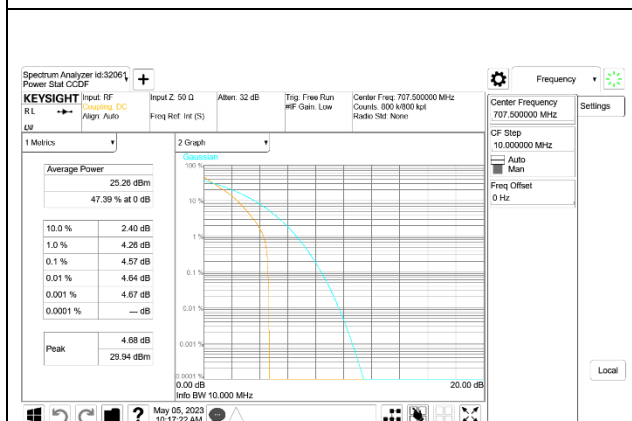 Spectrum Analyzer id:32061
Power Stat CCDF
Frequency
KEYSIGHT
RL
Input: RF
Coupling: DC
Align: Auto
Input Z: 50 Ω
Freq Ref: Int (S)
Atten: 32 dB
Trig: Free Run
#IF Gain: Low
Center Freq: 707.500000 MHz
Counts: 800 k/800 kpt
Radio Std: None
Center Frequency
707.500000 MHz
Settings
CF Step
10.000000 MHz
Auto
Man
Freq Offset
0 Hz
1 Metrics
2 Graph
Gaussian
Average Power
25.26 dBm
47.39 % at 0 dB
10.0 % 2.40 dB
1.0 % 4.26 dB
0.1 % 4.57 dB
0.01 % 4.64 dB
0.001 % 4.67 dB
0.0001 % --- dB
Peak
4.68 dB
29.94 dBm
100 %
10 %
1 %
0.1 %
0.01 %
0.001 %
0.0001 %
0.00 dB
20.00 dB
Info BW 10.000 MHz
Local
May 05, 2023
10:17:22 AM